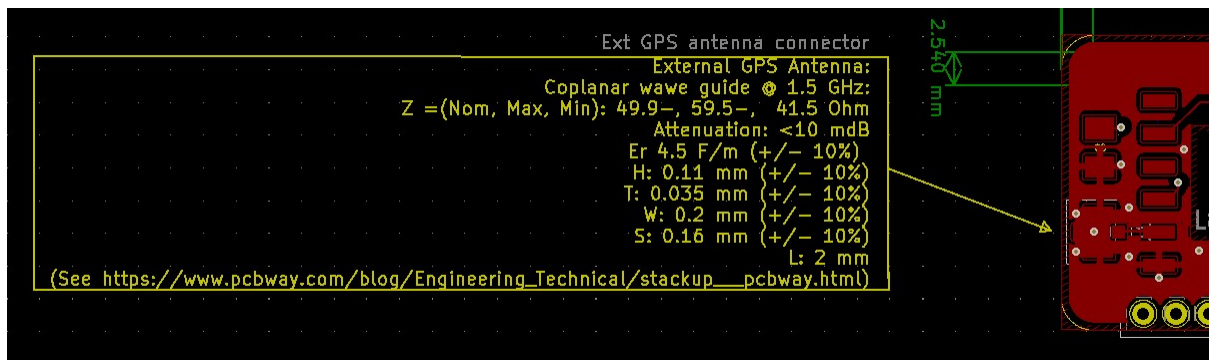 Ext GPS antenna connector
External GPS Antenna:
Coplanar wawe guide @ 1.5 GHz:
Z =(Nom, Max, Min): 49.9-, 59.5-, 41.5 Ohm
Attenuation: <10 mdB
Er 4.5 F/m (+/- 10%)
H: 0.11 mm (+/- 10%)
T: 0.035 mm (+/- 10%)
W: 0.2 mm (+/- 10%)
S: 0.16 mm (+/- 10%)
L: 2 mm
(See https://www.pcbway.com/blog/Engineering_Technical/stackup___pcbway.html)
2.540 mm